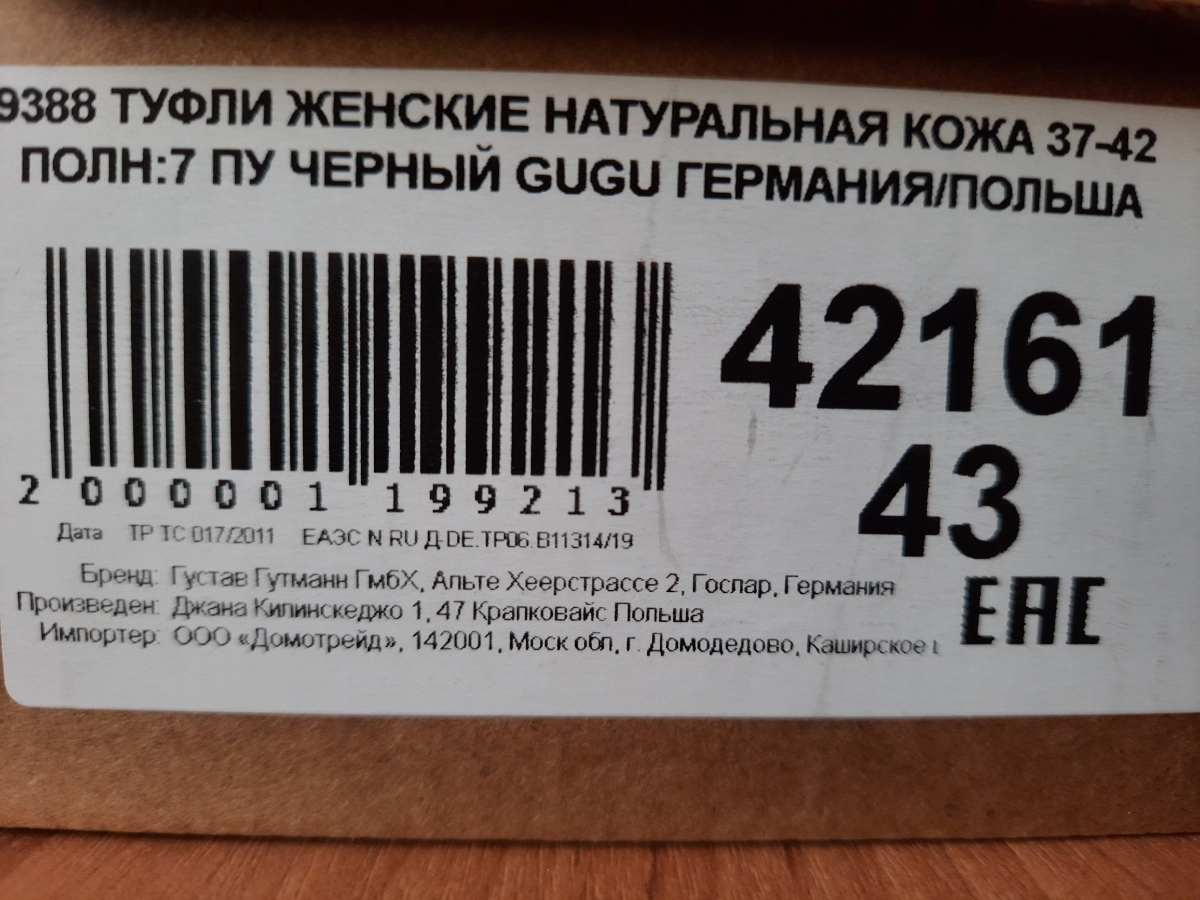 9388 ТУФЛИ ЖЕНСКИЕ НАТУРАЛЬНАЯ КОЖА 37-42
ПОЛН:7 ПУ ЧЕРНЫЙ GUGU ГЕРМАНИЯ/ПОЛЬША
42161
43
2 000001 199213
Дата ТР ТС 017/2011 ЕАЭС N RU Д-DE.ТР06.В11314/19
Бренд: Густав Гутманн ГмбХ, Альте Хеерстрассе 2, Гослар, Германия
Произведен: Джана Килинскеджо 1, 47 Крапковайс Польша
Импортер: ООО «Домотрейд», 142001, Моск обл, г. Домодедово, Каширское
ЕАС